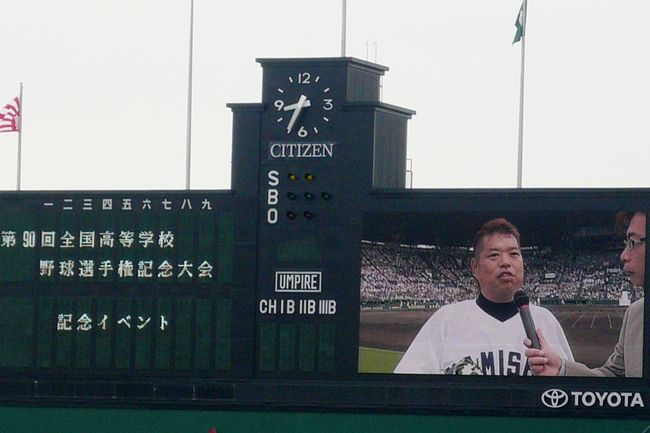 12
9 3
6
CITIZEN
S
B
O
一二三四五六七八九
第90回全国高等学校
野球選手権記念大会
記念イベント
UMPIRE
CH IB IIB IIIB
MISA
TOYOTA